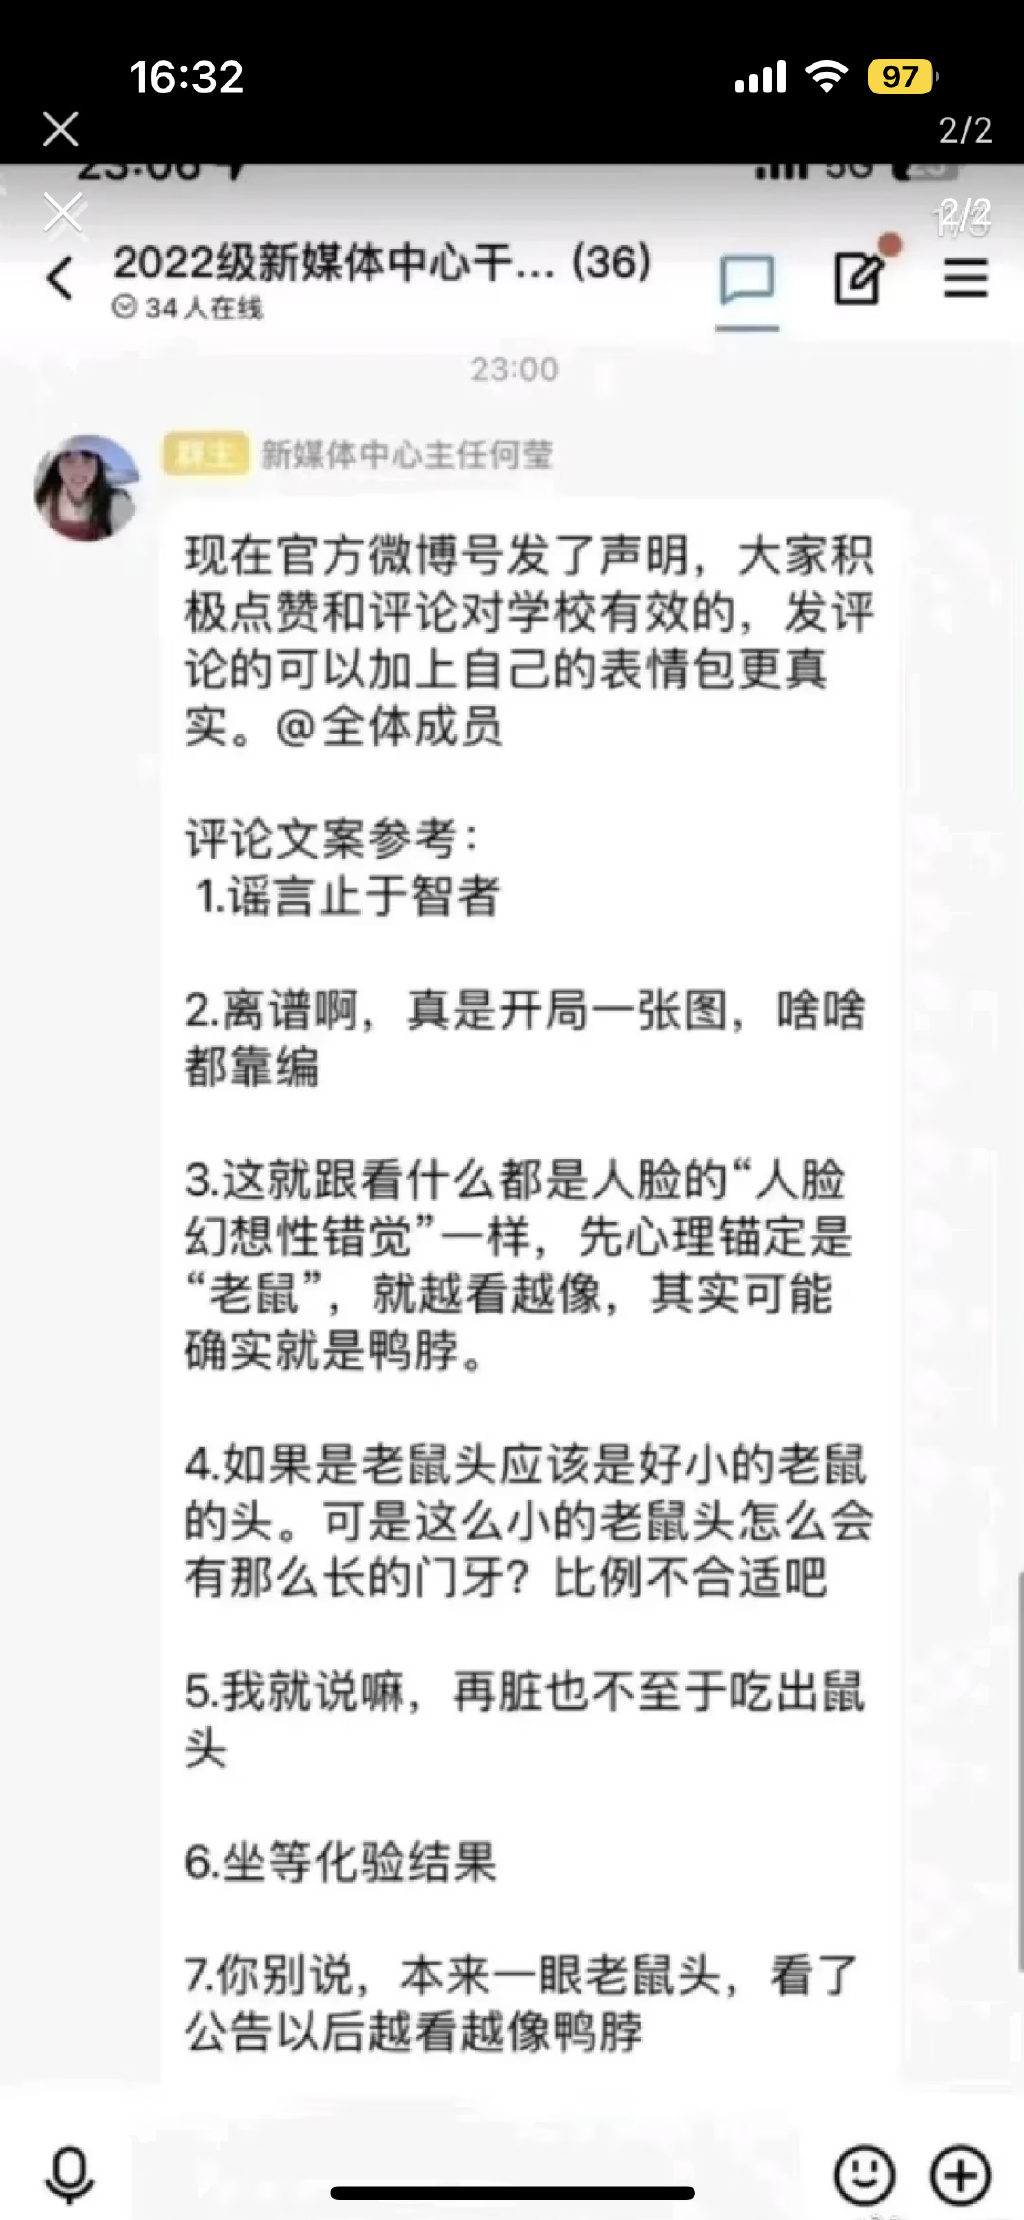 16:32
97
2/2
23:06
5G
2/2
2022级新媒体中心干... (36)
34人在线
23:00
群主 新媒体中心主任何莹
现在官方微博号发了声明，大家积
极点赞和评论对学校有效的，发评
论的可以加上自己的表情包更真
实。@全体成员
评论文案参考：
1.谣言止于智者
2.离谱啊，真是开局一张图，啥啥
都靠编
3.这就跟看什么都是人脸的“人脸
幻想性错觉”一样，先心理锚定是
“老鼠”，就越看越像，其实可能
确实就是鸭脖。
4.如果是老鼠头应该是好小的老鼠
的头。可是这么小的老鼠头怎么会
有那么长的门牙？比例不合适吧
5.我就说嘛，再脏也不至于吃出鼠
头
6.坐等化验结果
7.你别说，本来一眼老鼠头，看了
公告以后越看越像鸭脖